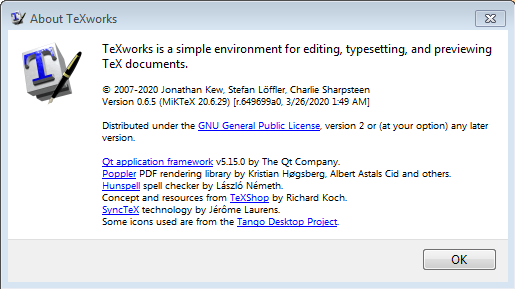 About TeXworks
TeXworks is a simple environment for editing, typesetting, and previewing
TeX documents.
© 2007-2020 Jonathan Kew, Stefan Löffler, Charlie Sharpsteen
Version 0.6.5 (MiKTeX 20.6.29) [r.649699a0, 3/26/2020 1:49 AM]
Distributed under the GNU General Public License, version 2 or (at your option) any later
version.
Qt application framework v5.15.0 by The Qt Company.
Poppler PDF rendering library by Kristian Høgsberg, Albert Astals Cid and others.
Hunspell spell checker by László Németh.
Concept and resources from TeXShop by Richard Koch.
SyncTeX technology by Jérôme Laurens.
Some icons used are from the Tango Desktop Project.
OK